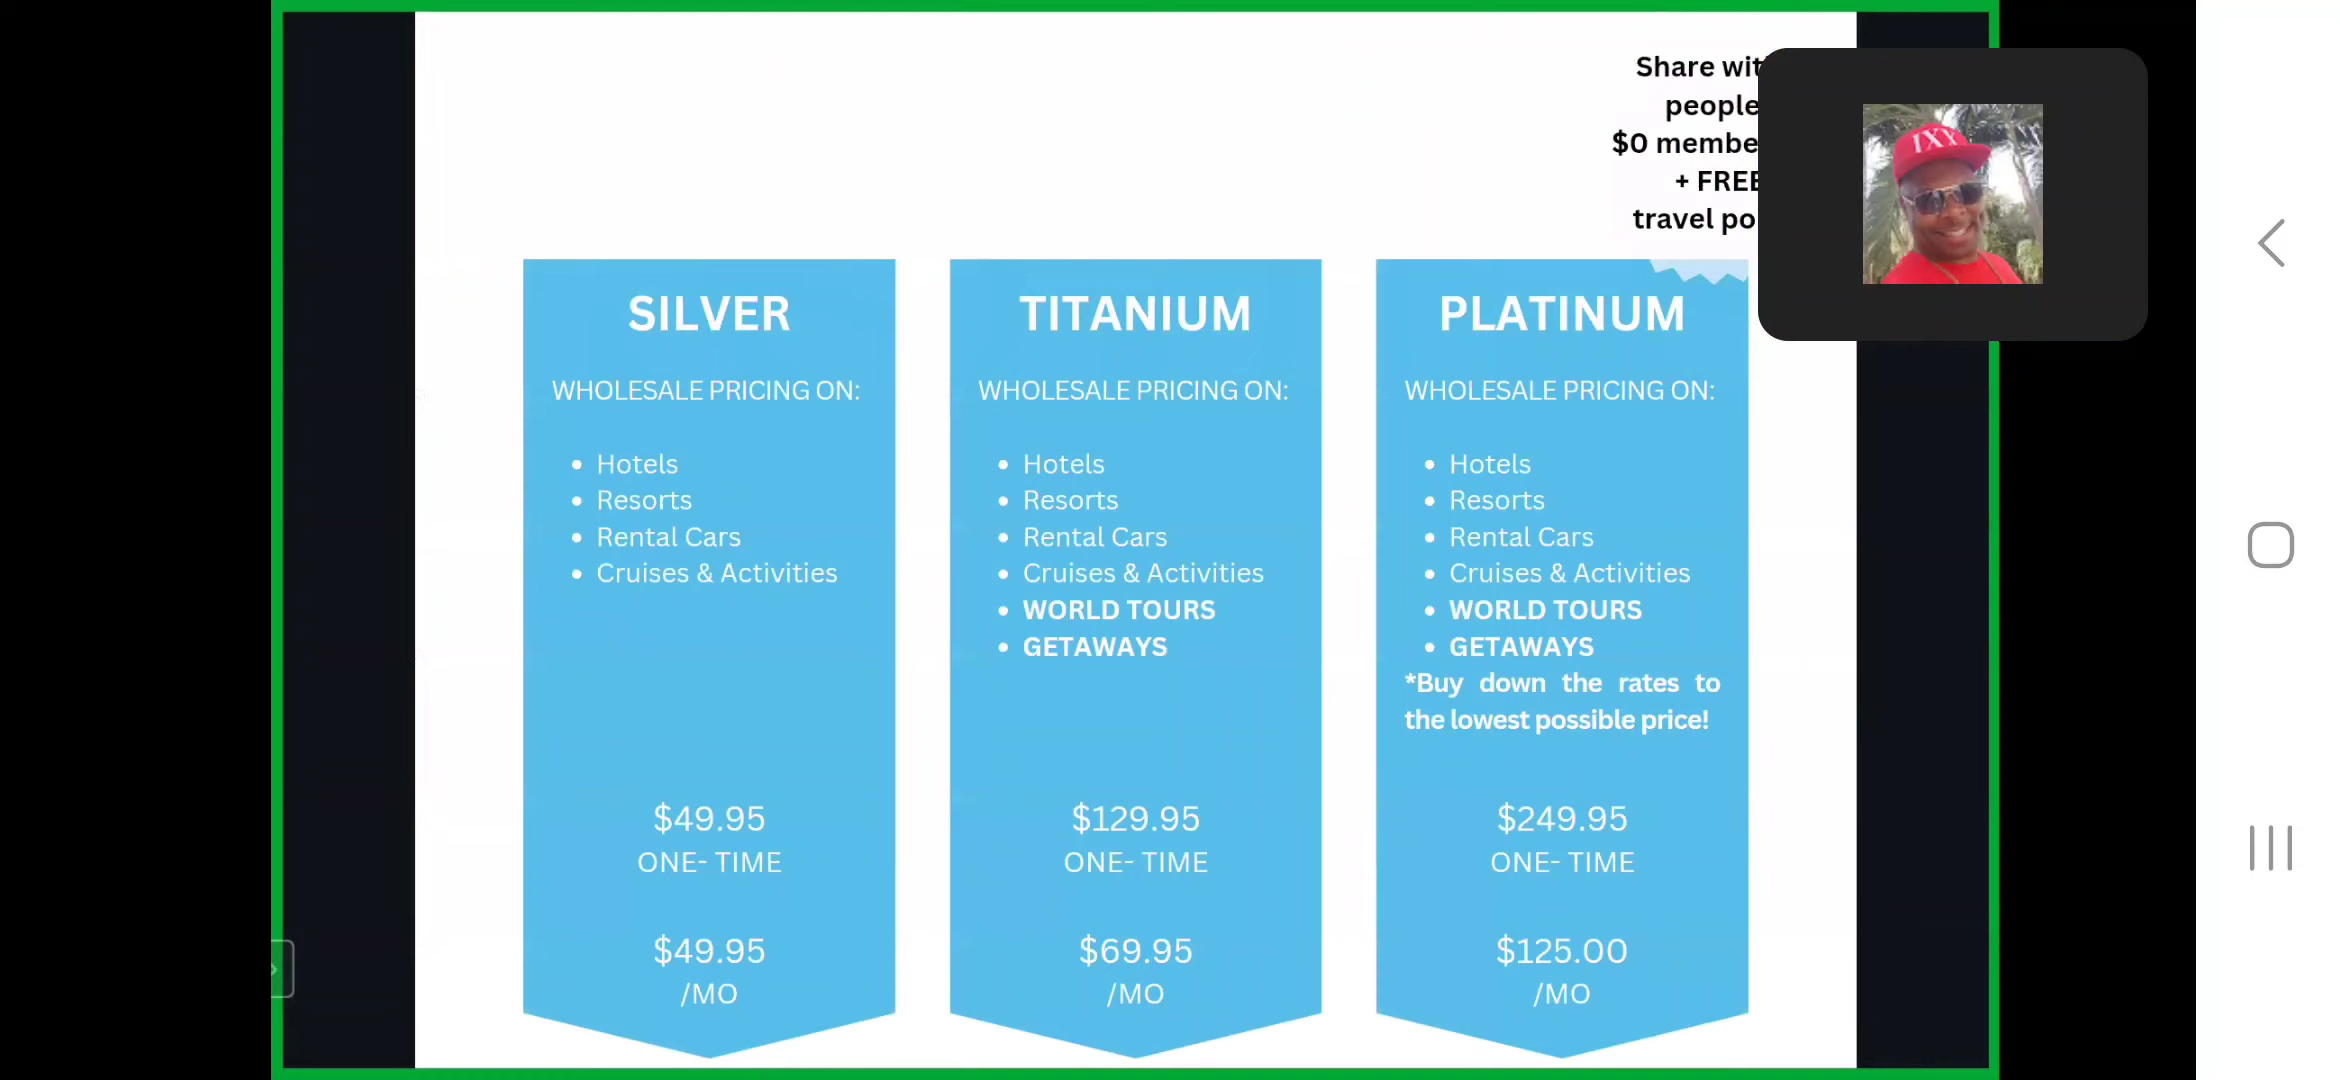 Share wit
people
$0 membe
+ FREE
travel po
IXX
SILVER
WHOLESALE PRICING ON:
• Hotels
• Resorts
• Rental Cars
• Cruises & Activities
$49.95
ONE- TIME
$49.95
/MO
TITANIUM
WHOLESALE PRICING ON:
• Hotels
• Resorts
• Rental Cars
• Cruises & Activities
• WORLD TOURS
• GETAWAYS
$129.95
ONE- TIME
$69.95
/MO
PLATINUM
WHOLESALE PRICING ON:
• Hotels
• Resorts
• Rental Cars
• Cruises & Activities
• WORLD TOURS
• GETAWAYS
*Buy down the rates to
the lowest possible price!
$249.95
ONE- TIME
$125.00
/MO